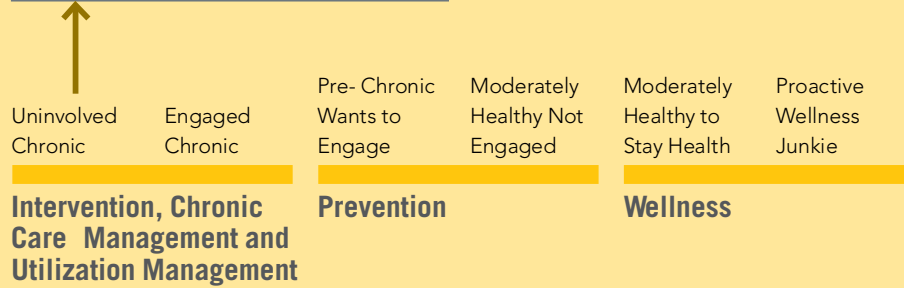 Uninvolved
Chronic
Engaged
Chronic
Pre- Chronic
Wants to
Engage
Moderately
Healthy Not
Engaged
Moderately
Healthy to
Stay Health
Proactive
Wellness
Junkie
Intervention, Chronic
Care Management and
Utilization Management
Prevention
Wellness